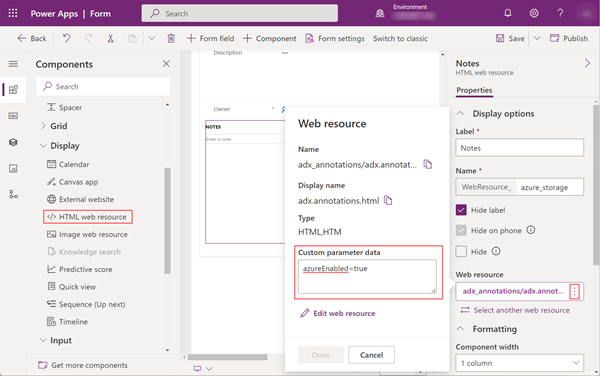 Power Apps | Form
Search
Environment
Back
Undo
Form field
Component
Form settings
Switch to classic
Save
Publish
Components
Search
Spacer
Grid
Display
Calendar
Canvas app
External website
HTML web resource
Image web resource
Knowledge search
Predictive score
Quick view
Sequence (Up next)
Timeline
Input
Get more components
Description
---
Owner *
NOTES
Enter a note
Web resource
Name
adx_annotations/adx.annotat...
Display name
adx.annotations.html
Type
HTML,HTM
Custom parameter data
azureEnabled=true
Edit web resource
Done
Cancel
Notes
HTML web resource
Properties
Display options
Label *
Notes
Name *
WebResource_ azure_storage
Hide label
Hide on phone
Hide
Web resource
adx_annotations/adx.annot...
Select another web resource
Formatting
Component width
1 column